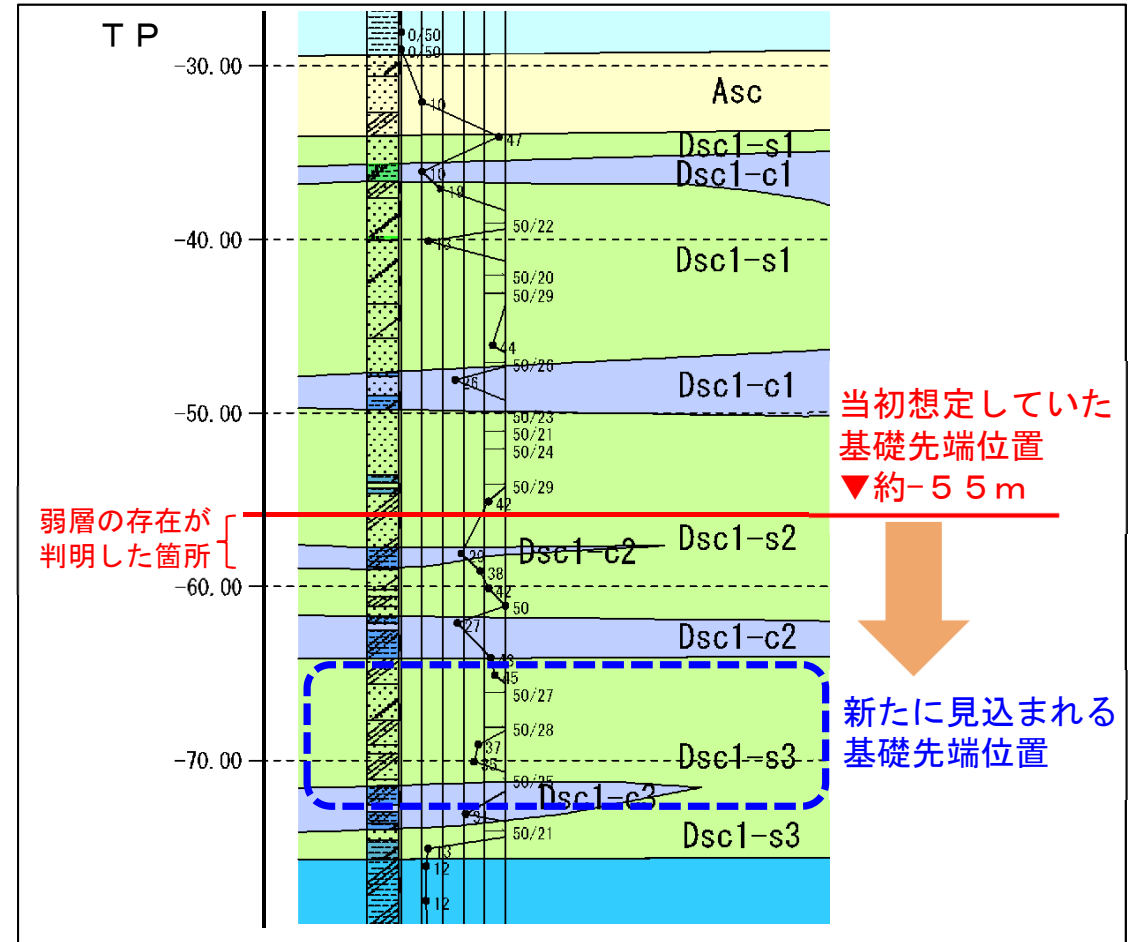 TP
0/50
0/50
-30.00
Asc
10
47
Dsc1-s1
Dsc1-c1
10
18
50/22
-40.00
13
Dsc1-s1
50/20
50/29
44
50/26
Dsc1-c1
26
-50.00
50/23
50/21
50/24
当初想定していた
基礎先端位置
▼約-55m
50/29
42
弱層の存在が
判明した箇所
Dsc1-s2
Dsc1-c2
38
-60.00
42
50
27
Dsc1-c2
45
50/27
新たに見込まれる
基礎先端位置
50/28
37
-70.00
Dsc1-s3
50/25
Dsc1-c3
50/21
Dsc1-s3
13
12
12